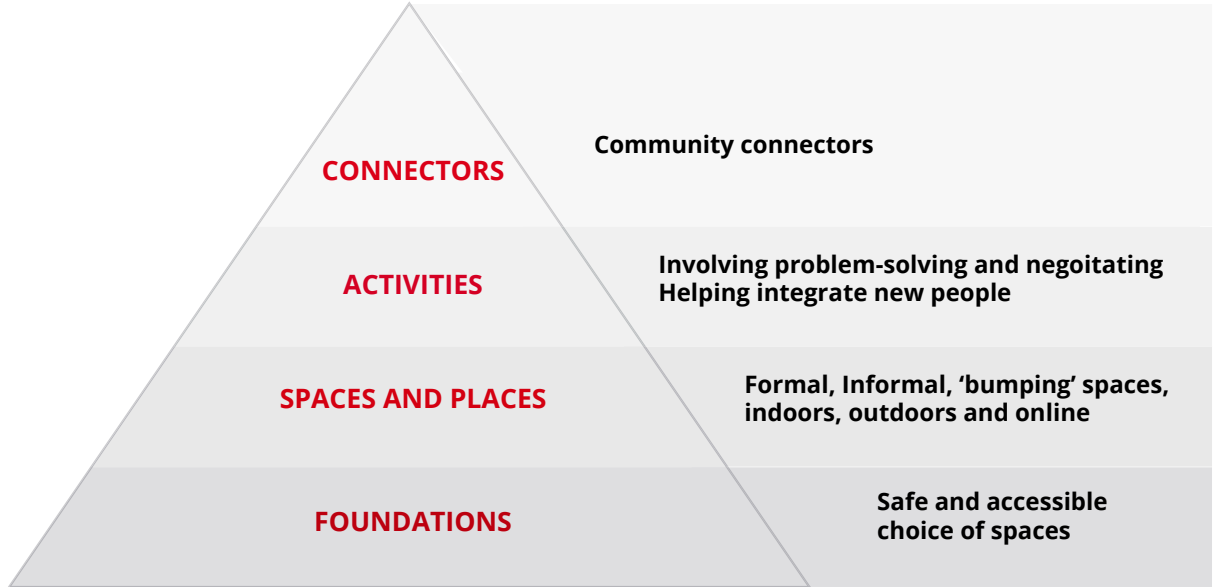 CONNECTORS
Community connectors
ACTIVITIES
Involving problem-solving and negoitating
Helping integrate new people
SPACES AND PLACES
Formal, Informal, ‘bumping’ spaces,
indoors, outdoors and online
FOUNDATIONS
Safe and accessible
choice of spaces